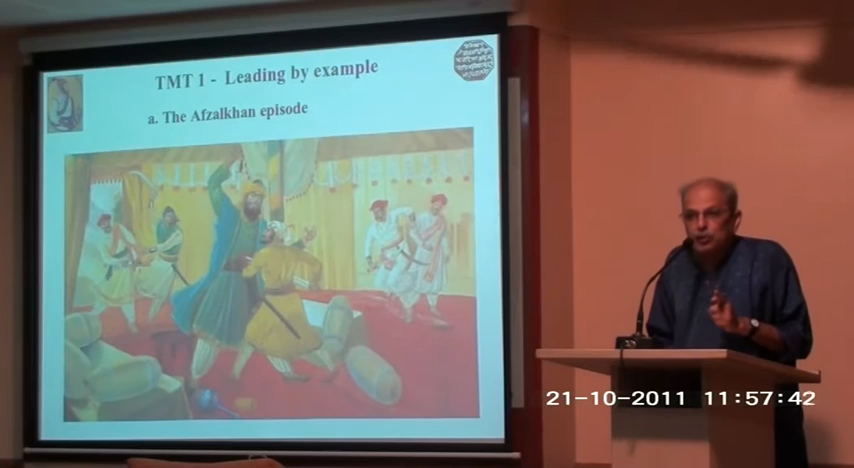 TMT 1 - Leading by example
a. The Afzalkhan episode
21-10-2011 11:57:42